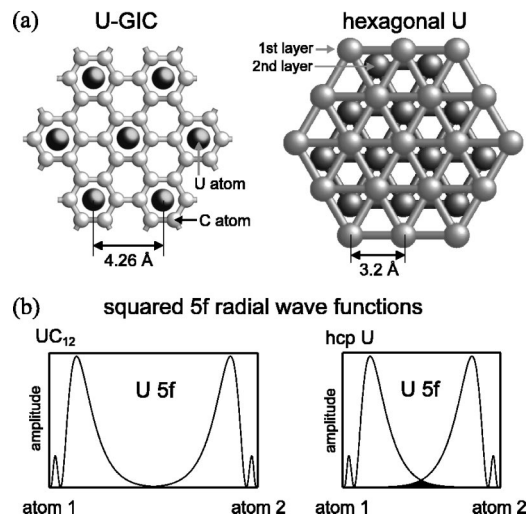 (a) U-GIC hexagonal U
1st layer
2nd layer
U atom
C atom
4.26 Å
3.2 Å
(b) squared 5f radial wave functions
UC₁₂
hcp U
U 5f
U 5f
amplitude
amplitude
atom 1 atom 2
atom 1 atom 2